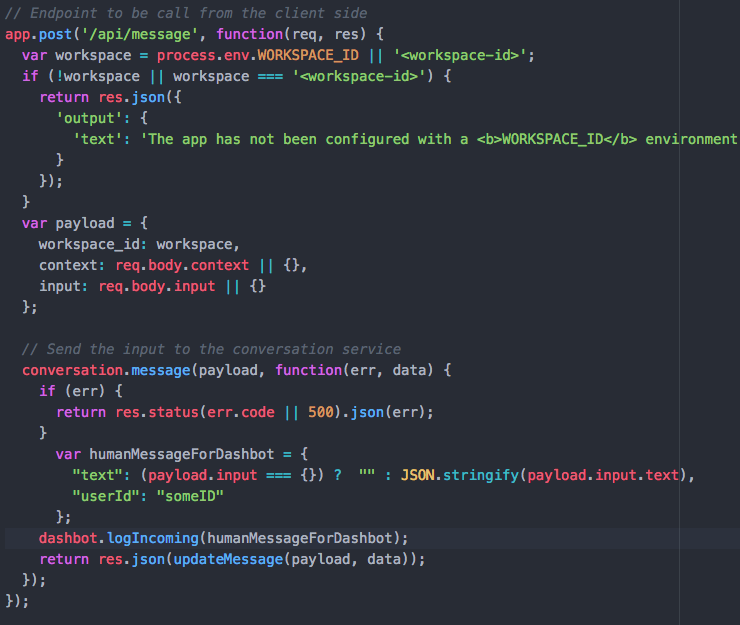 // Endpoint to be call from the client side
app.post('/api/message', function(req, res) {
  var workspace = process.env.WORKSPACE_ID || '<workspace-id>';
  if (!workspace || workspace === '<workspace-id>') {
    return res.json({
      'output': {
        'text': 'The app has not been configured with a <b>WORKSPACE_ID</b> environment
      }
    });
  }
  var payload = {
    workspace_id: workspace,
    context: req.body.context || {},
    input: req.body.input || {}
  };

  // Send the input to the conversation service
  conversation.message(payload, function(err, data) {
    if (err) {
      return res.status(err.code || 500).json(err);
    }
      var humanMessageForDashbot = {
        "text": (payload.input === {}) ?  "" : JSON.stringify(payload.input.text),
        "userId": "someID"
      };
    dashbot.logIncoming(humanMessageForDashbot);
    return res.json(updateMessage(payload, data));
  });
});